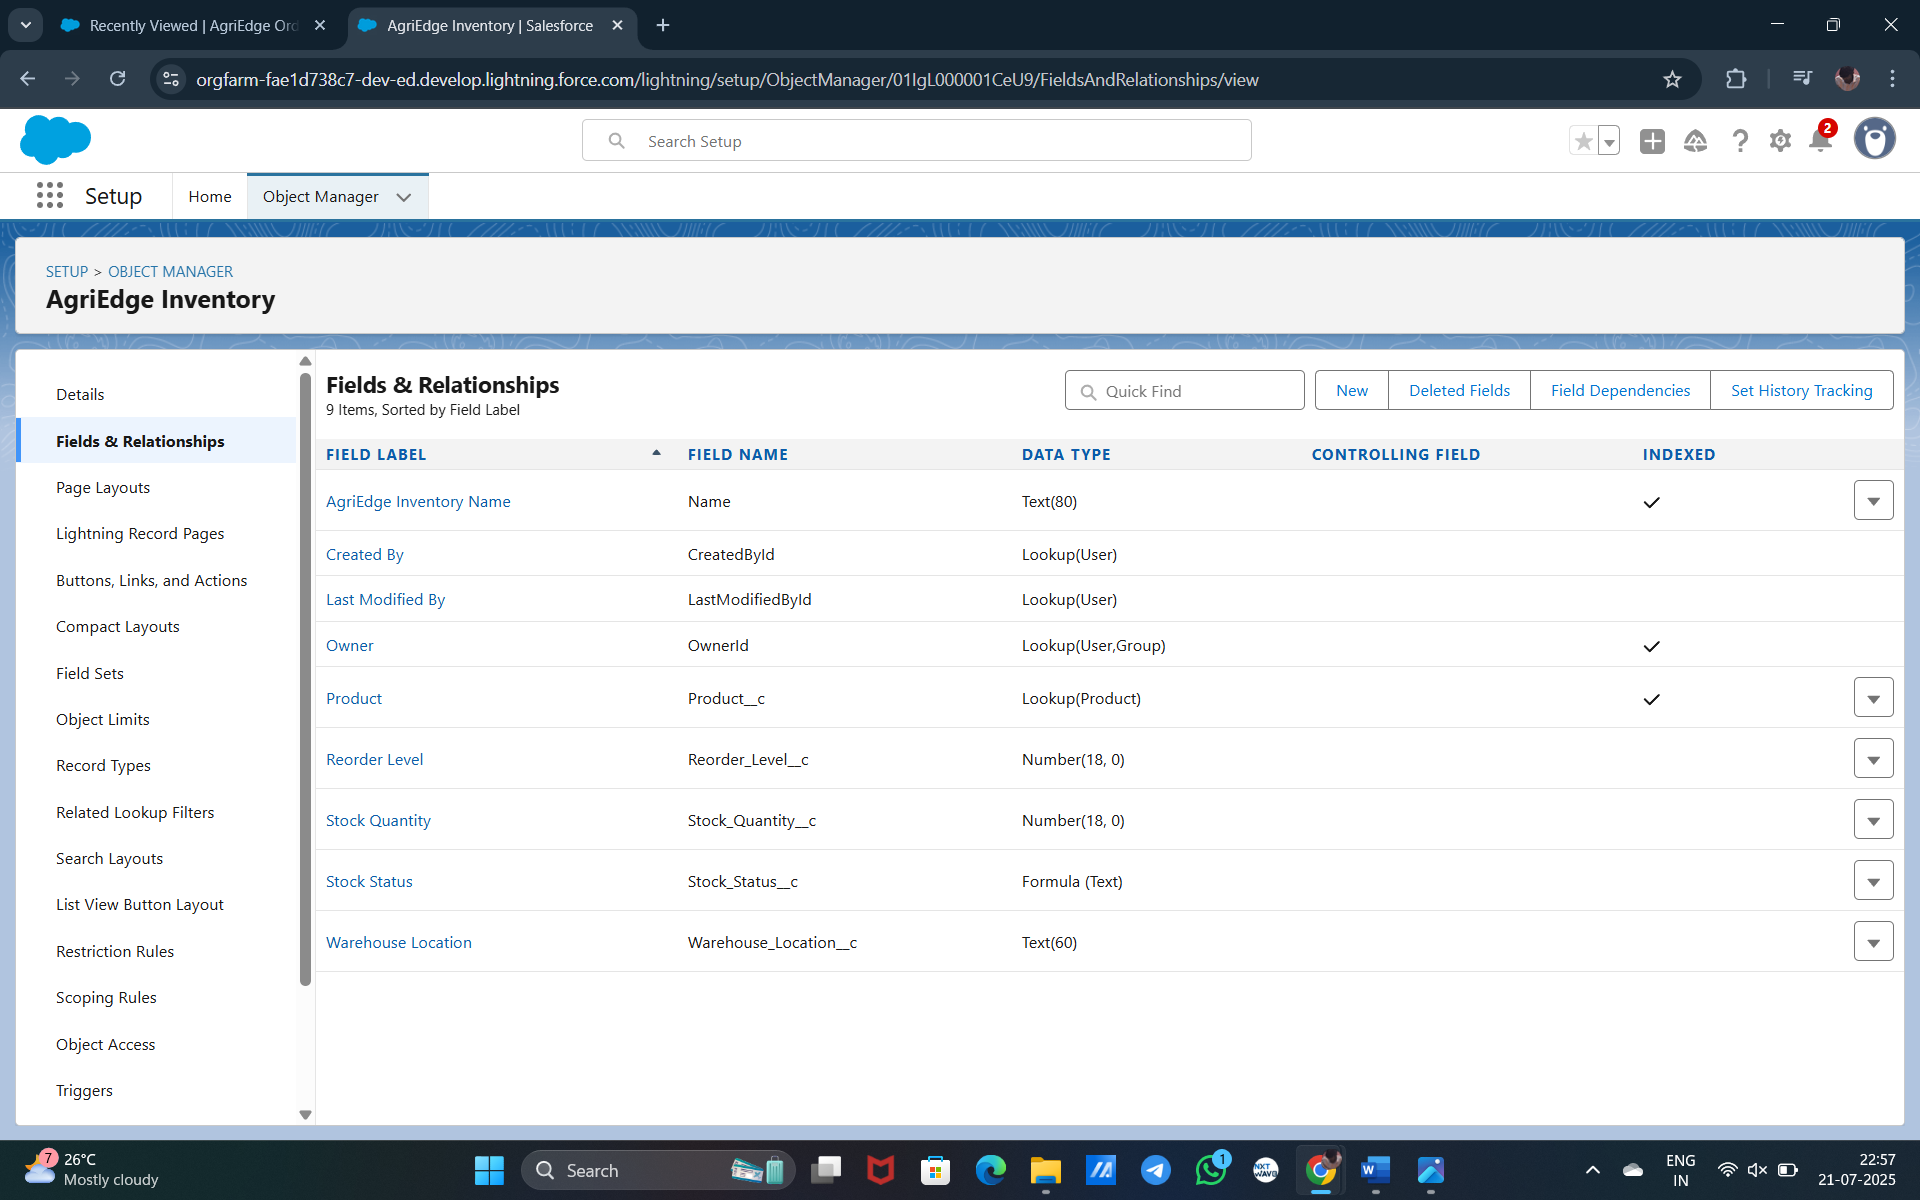 Recently Viewed | AgriEdge Ord
AgriEdge Inventory | Salesforce
orgfarm-fae1d738c7-dev-ed.develop.lightning.force.com/lightning/setup/ObjectManager/01IgL000001CeU9/FieldsAndRelationships/view
Search Setup
2
Setup
Home
Object Manager
SETUP > OBJECT MANAGER
AgriEdge Inventory
Details
Fields & Relationships
Page Layouts
Lightning Record Pages
Buttons, Links, and Actions
Compact Layouts
Field Sets
Object Limits
Record Types
Related Lookup Filters
Search Layouts
List View Button Layout
Restriction Rules
Scoping Rules
Object Access
Triggers
Fields & Relationships
9 Items, Sorted by Field Label
Quick Find
New
Deleted Fields
Field Dependencies
Set History Tracking
FIELD LABEL FIELD NAME DATA TYPE CONTROLLING FIELD INDEXED
AgriEdge Inventory Name Name Text(80)
Created By CreatedById Lookup(User)
Last Modified By LastModifiedById Lookup(User)
Owner OwnerId Lookup(User,Group)
Product Product__c Lookup(Product)
Reorder Level Reorder_Level__c Number(18, 0)
Stock Quantity Stock_Quantity__c Number(18, 0)
Stock Status Stock_Status__c Formula (Text)
Warehouse Location Warehouse_Location__c Text(60)
7
26°C
Mostly cloudy
Search
1
NXT
WAVE
ENG
IN
22:57
21-07-2025